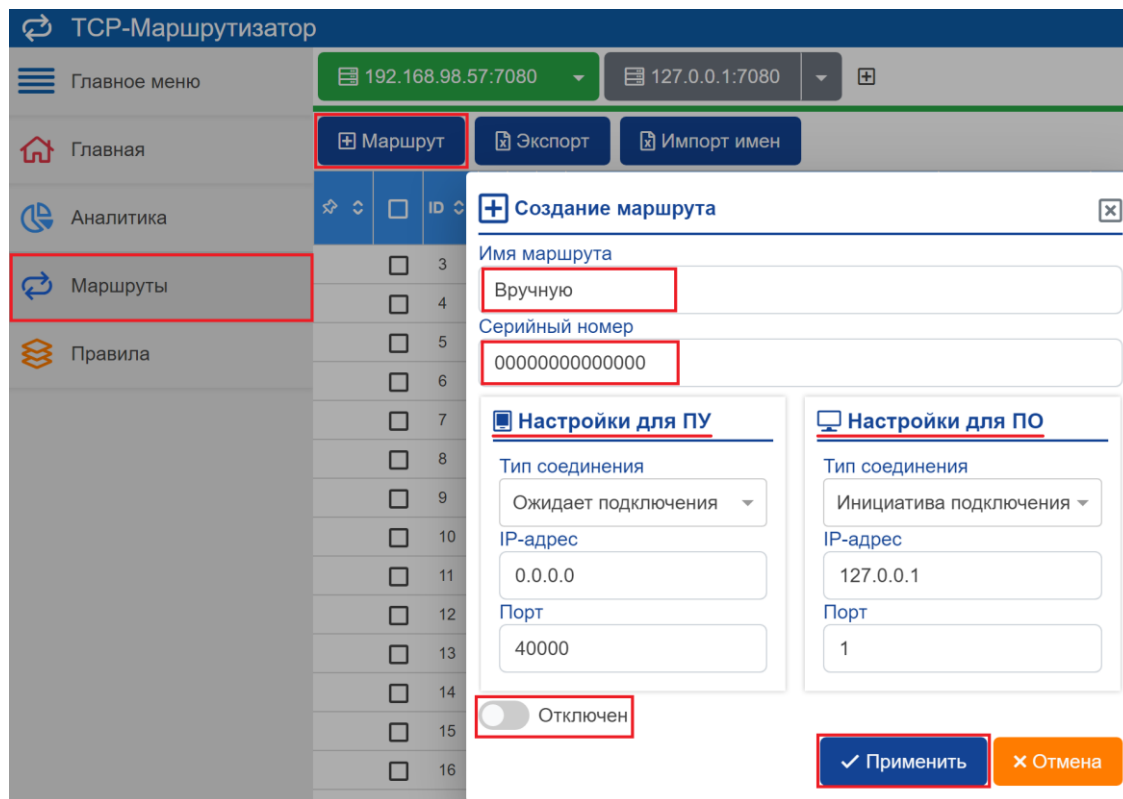 ТСР-Маршрутизатор
Главное меню
192.168.98.57:7080
127.0.0.1:7080
Главная
Маршрут
Экспорт
Импорт имен
Аналитика
ID
Создание маршрута
Имя маршрута
Вручную
Серийный номер
00000000000000
Маршруты
Правила
3
4
5
6
7
8
9
10
11
12
13
14
15
16
Настройки для ПУ
Тип соединения
Ожидает подключения
IP-адрес
0.0.0.0
Порт
40000
Настройки для ПО
Тип соединения
Инициатива подключения
IP-адрес
127.0.0.1
Порт
1
Отключен
Применить
Отмена